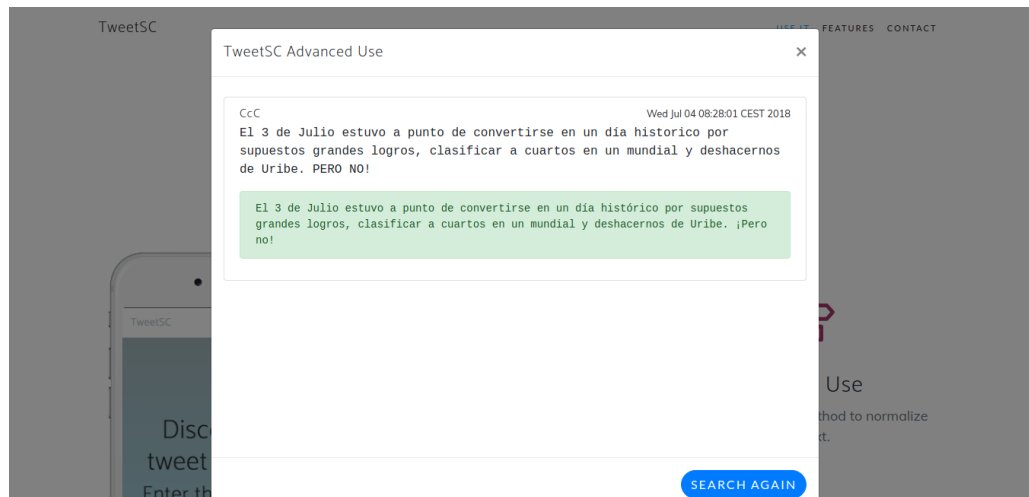 TweetSC
USE IT FEATURES CONTACT
TweetSC Advanced Use
×
CcC
Wed Jul 04 08:28:01 CEST 2018
El 3 de Julio estuvo a punto de convertirse en un día historico por
supuestos grandes logros, clasificar a cuartos en un mundial y deshacernos
de Uribe. PERO NO!
El 3 de Julio estuvo a punto de convertirse en un día histórico por supuestos
grandes logros, clasificar a cuartos en un mundial y deshacernos de Uribe. ¡Pero
no!
TweetSC
Use
to normalize
tweet
Enter
SEARCH AGAIN